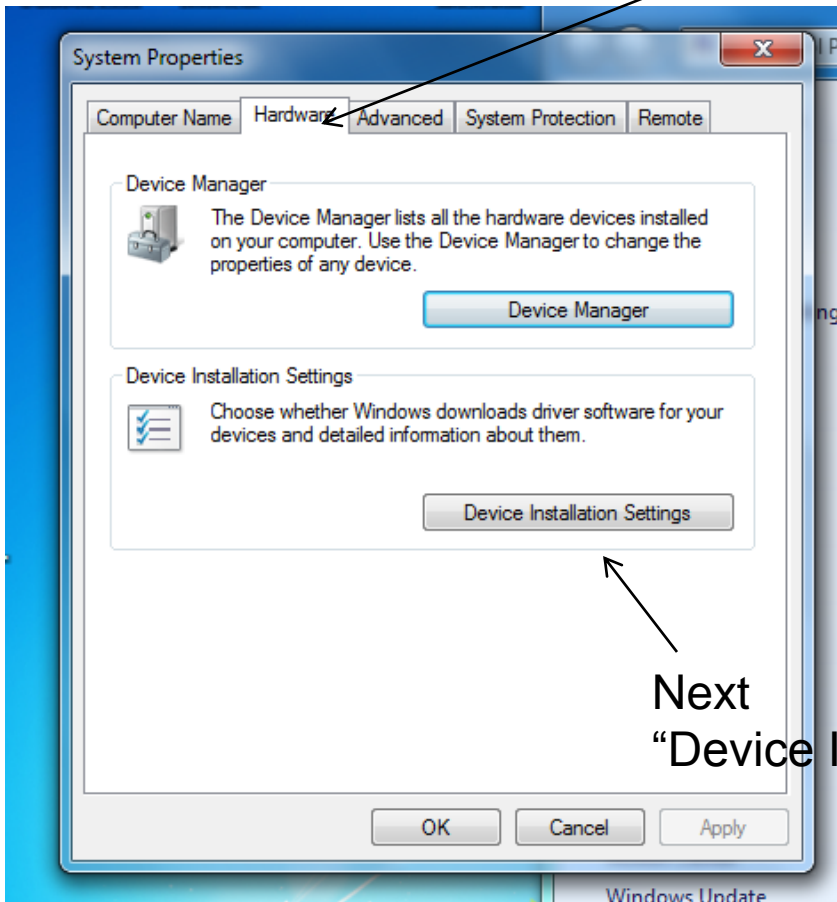 System Properties
Computer Name Hardware Advanced System Protection Remote
Device Manager
The Device Manager lists all the hardware devices installed
on your computer. Use the Device Manager to change the
properties of any device.
Device Manager
Device Installation Settings
Choose whether Windows downloads driver software for your
devices and detailed information about them.
Device Installation Settings
Next
“Device I
OK Cancel Apply
Windows Update